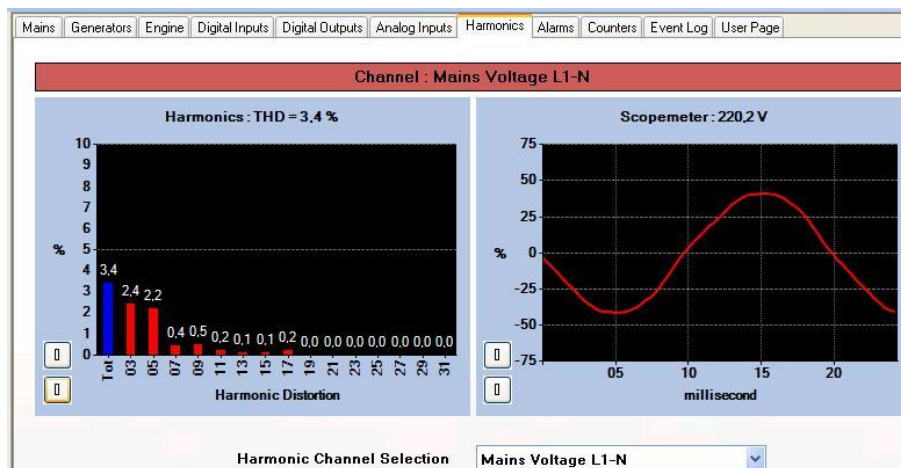 Mains Generators Engine Digital Inputs Digital Outputs Analog Inputs Harmonics Alarms Counters Event Log User Page
Channel : Mains Voltage L1-N
Harmonics : THD = 3,4 %
10
9
8
7
6
5
4
3
2
1
0
%
3,4 2,4 2,2 0,4 0,5 0,2 0,1 0,1 0,2 0,0 0,0 0,0 0,0 0,0 0,0 0,0
Tot 03 05 07 09 11 13 15 17 19 21 23 25 27 29 31
Harmonic Distortion
Scopemeter : 220,2 V
75
50
25
0
-25
-50
-75
%
05 10 15 20
millisecond
Harmonic Channel Selection Mains Voltage L1-N